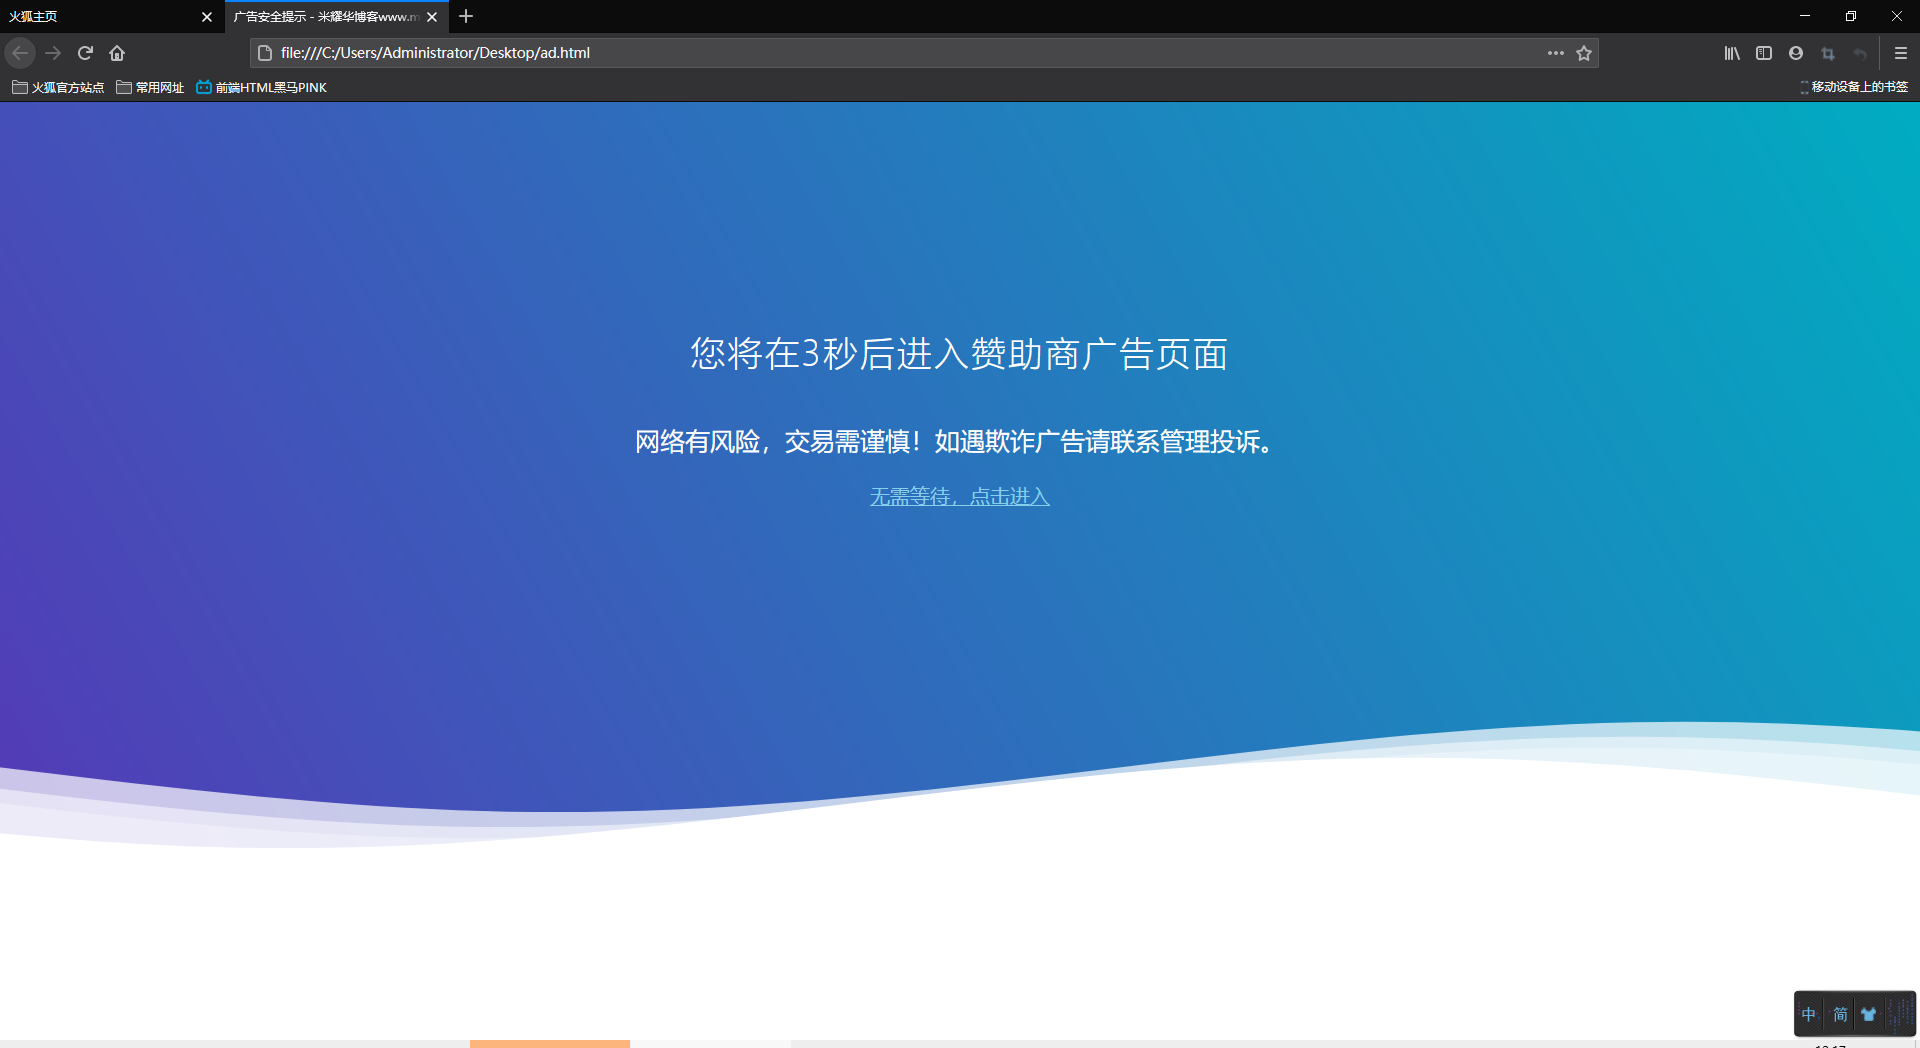 火狐主页
广告安全提示 - 米耀华博客www.m
file:///C:/Users/Administrator/Desktop/ad.html
火狐官方站点 常用网址 前端HTML黑马PINK 移动设备上的书签
您将在3秒后进入赞助商广告页面
网络有风险，交易需谨慎！如遇欺诈广告请联系管理投诉。
无需等待，点击进入
中 简